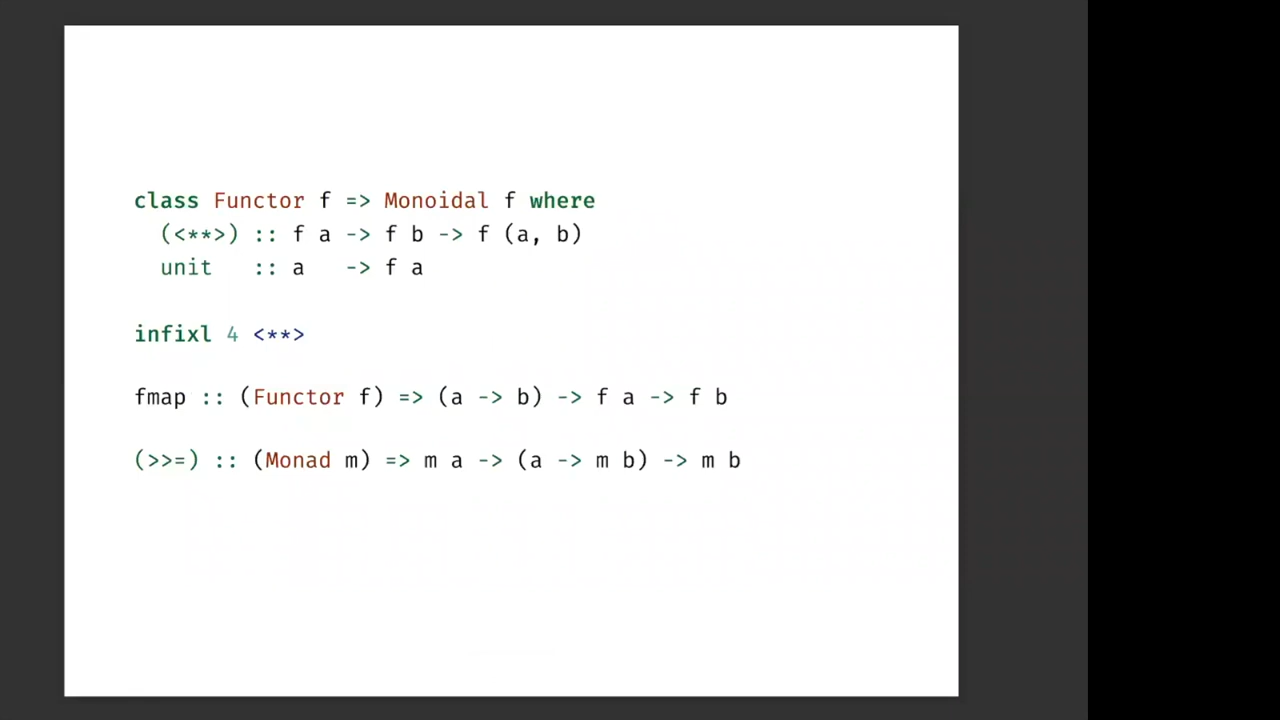 class Functor f => Monoidal f where
  (<**>) :: f a -> f b -> f (a, b)
  unit   :: a   -> f a
infixl 4 <**>
fmap :: (Functor f) => (a -> b) -> f a -> f b
(>>=) :: (Monad m) => m a -> (a -> m b) -> m b